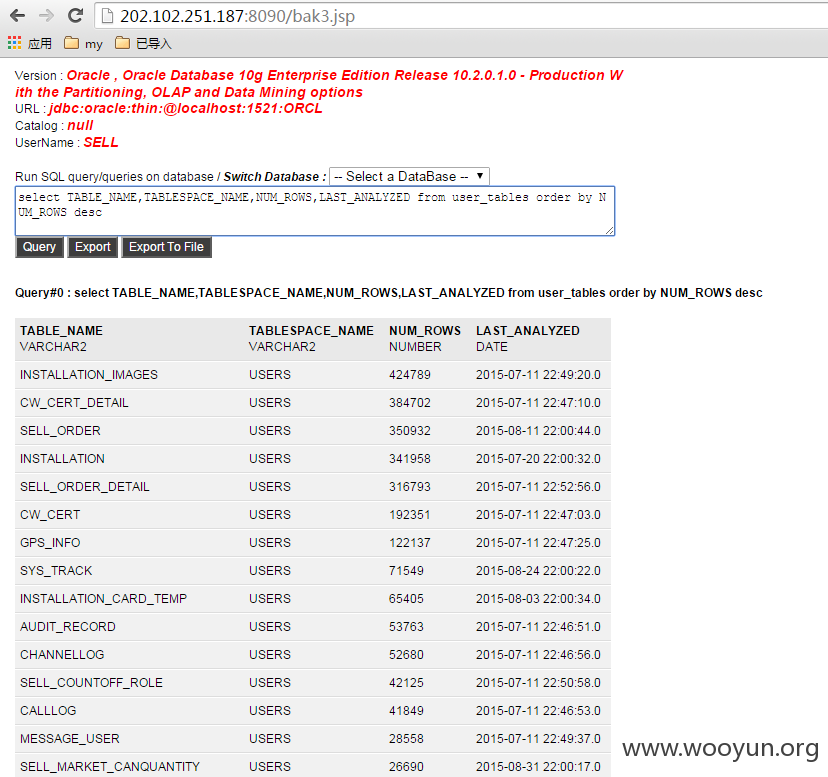 202.102.251.187:8090/bak3.jsp
应用 my 已导入
Version : Oracle , Oracle Database 10g Enterprise Edition Release 10.2.0.1.0 - Production W
ith the Partitioning, OLAP and Data Mining options
URL : jdbc:oracle:thin:@localhost:1521:ORCL
Catalog : null
UserName : SELL
Run SQL query/queries on database / Switch Database : -- Select a DataBase --
select TABLE_NAME,TABLESPACE_NAME,NUM_ROWS,LAST_ANALYZED from user_tables order by N
UM_ROWS desc
Query Export Export To File
Query#0 : select TABLE_NAME,TABLESPACE_NAME,NUM_ROWS,LAST_ANALYZED from user_tables order by NUM_ROWS desc
TABLE_NAME TABLESPACE_NAME NUM_ROWS LAST_ANALYZED
VARCHAR2 VARCHAR2 NUMBER DATE
INSTALLATION_IMAGES USERS 424789 2015-07-11 22:49:20.0
CW_CERT_DETAIL USERS 384702 2015-07-11 22:47:10.0
SELL_ORDER USERS 350932 2015-08-11 22:00:44.0
INSTALLATION USERS 341958 2015-07-20 22:00:32.0
SELL_ORDER_DETAIL USERS 316793 2015-07-11 22:52:56.0
CW_CERT USERS 192351 2015-07-11 22:47:03.0
GPS_INFO USERS 122137 2015-07-11 22:47:25.0
SYS_TRACK USERS 71549 2015-08-24 22:00:22.0
INSTALLATION_CARD_TEMP USERS 65405 2015-08-03 22:00:34.0
AUDIT_RECORD USERS 53763 2015-07-11 22:46:51.0
CHANNELLOG USERS 52680 2015-07-11 22:46:56.0
SELL_COUNTOFF_ROLE USERS 42125 2015-07-11 22:50:58.0
CALLLOG USERS 41849 2015-07-11 22:46:53.0
MESSAGE_USER USERS 28558 2015-07-11 22:49:37.0
SELL_MARKET_CANQUANTITY USERS 26690 2015-08-31 22:00:17.0
www.wooyun.org